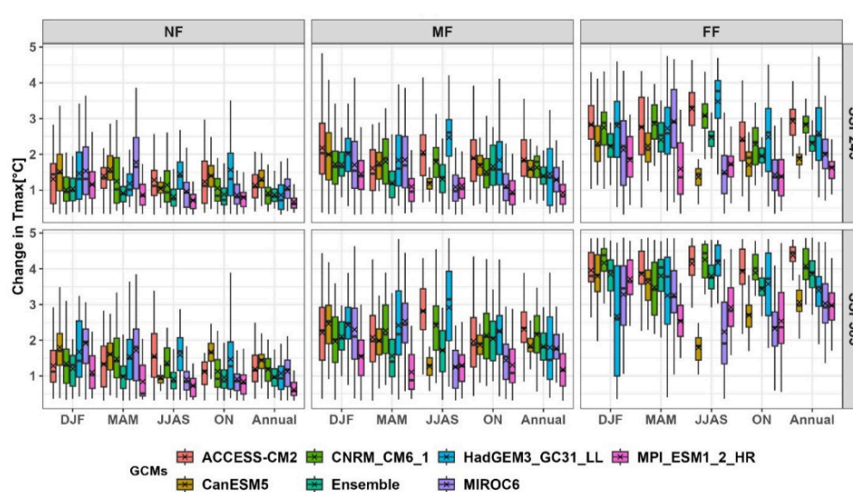 NF MF FF
Change in Tmax[°C]
5
4
3
2
1
5
4
3
2
1
DJF MAM JJAS ON Annual DJF MAM JJAS ON Annual DJF MAM JJAS ON Annual
GCMs
ACCESS-CM2 CNRM_CM6_1 HadGEM3_GC31_LL MPI_ESM1_2_HR
CanESM5 Ensemble MIROC6